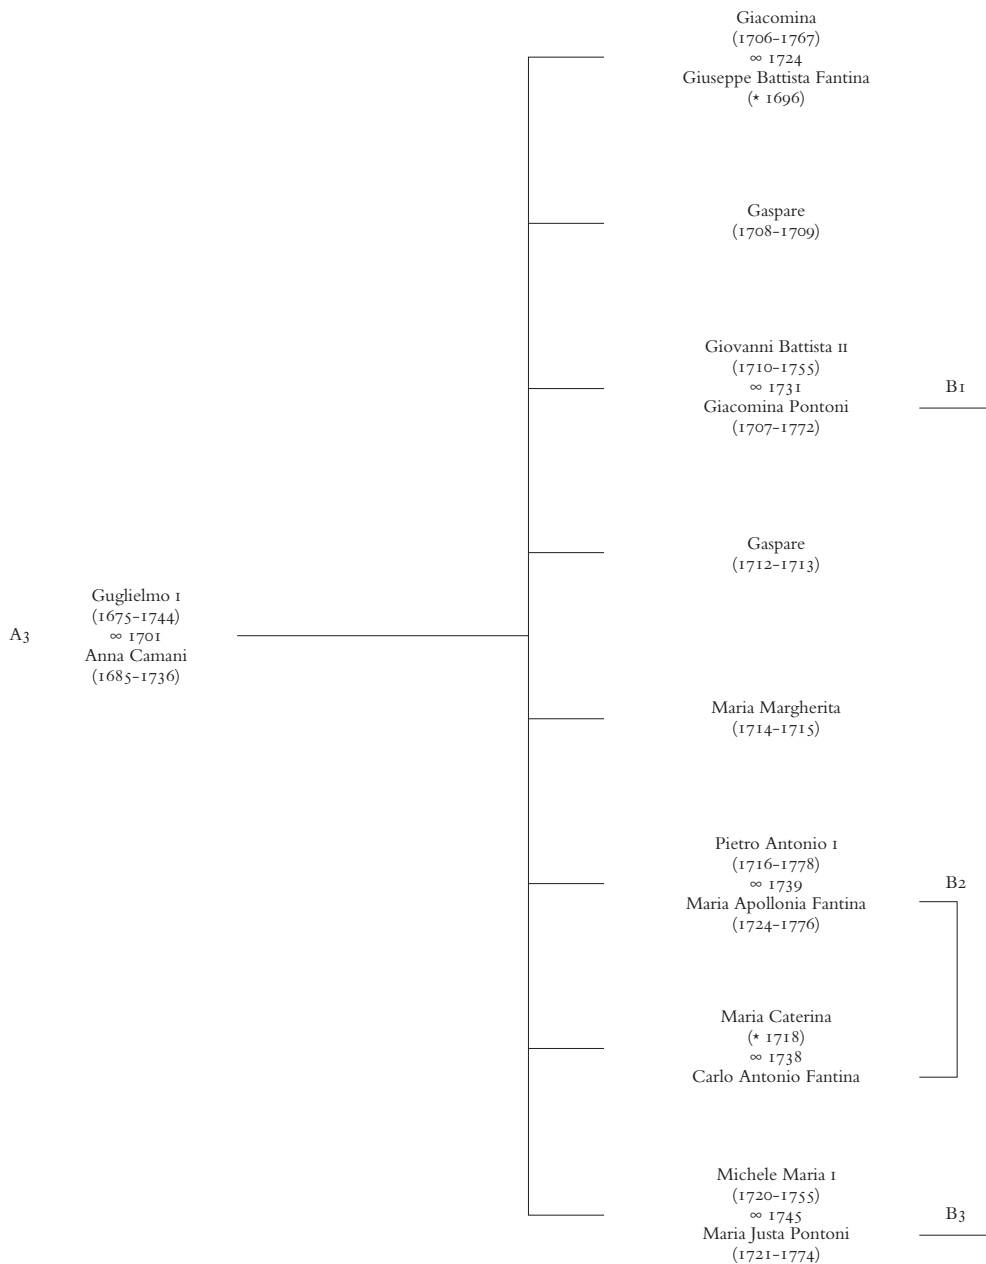 A3
Guglielmo I
(1675-1744)
∞ 1701
Anna Camani
(1685-1736)
Giacomina
(1706-1767)
∞ 1724
Giuseppe Battista Fantina
(* 1696)
Gaspare
(1708-1709)
Giovanni Battista II
(1710-1755)
∞ 1731
Giacomina Pontoni
(1707-1772)
B1
Gaspare
(1712-1713)
Maria Margherita
(1714-1715)
Pietro Antonio I
(1716-1778)
∞ 1739
Maria Apollonia Fantina
(1724-1776)
B2
Maria Caterina
(* 1718)
∞ 1738
Carlo Antonio Fantina
Michele Maria I
(1720-1755)
∞ 1745
Maria Justa Pontoni
(1721-1774)
B3